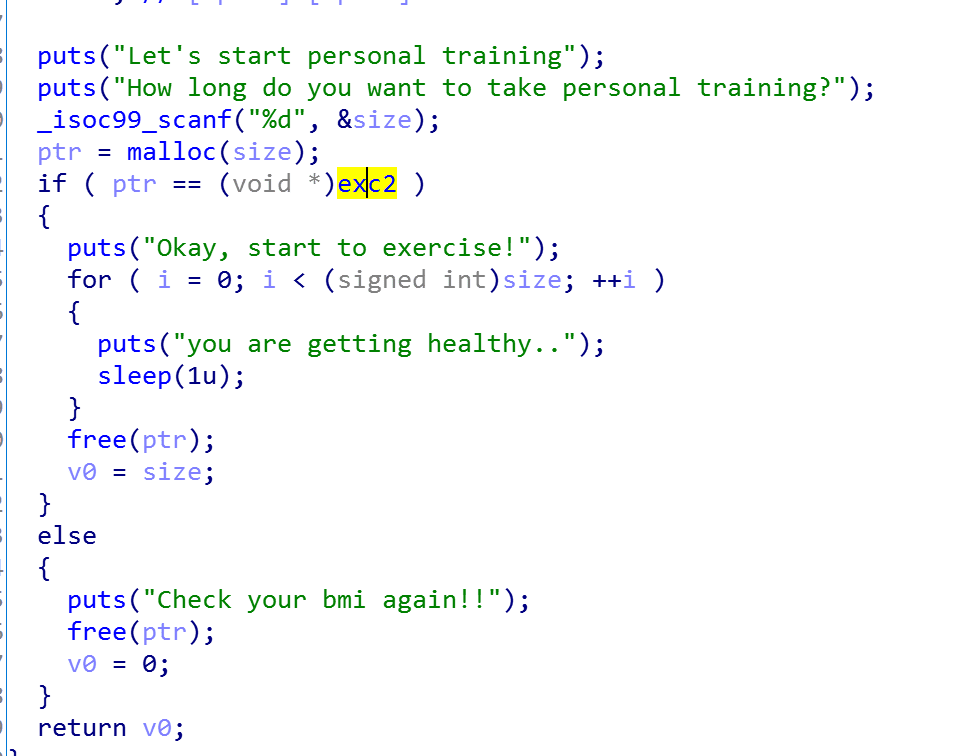 puts("Let's start personal training");
puts("How long do you want to take personal training?");
_isoc99_scanf("%d", &size);
ptr = malloc(size);
if ( ptr == (void *)exc2 )
{
puts("Okay, start to exercise!");
for ( i = 0; i < (signed int)size; ++i )
{
puts("you are getting healthy..");
sleep(1u);
}
free(ptr);
v0 = size;
}
else
{
puts("Check your bmi again!!");
free(ptr);
v0 = 0;
}
return v0;